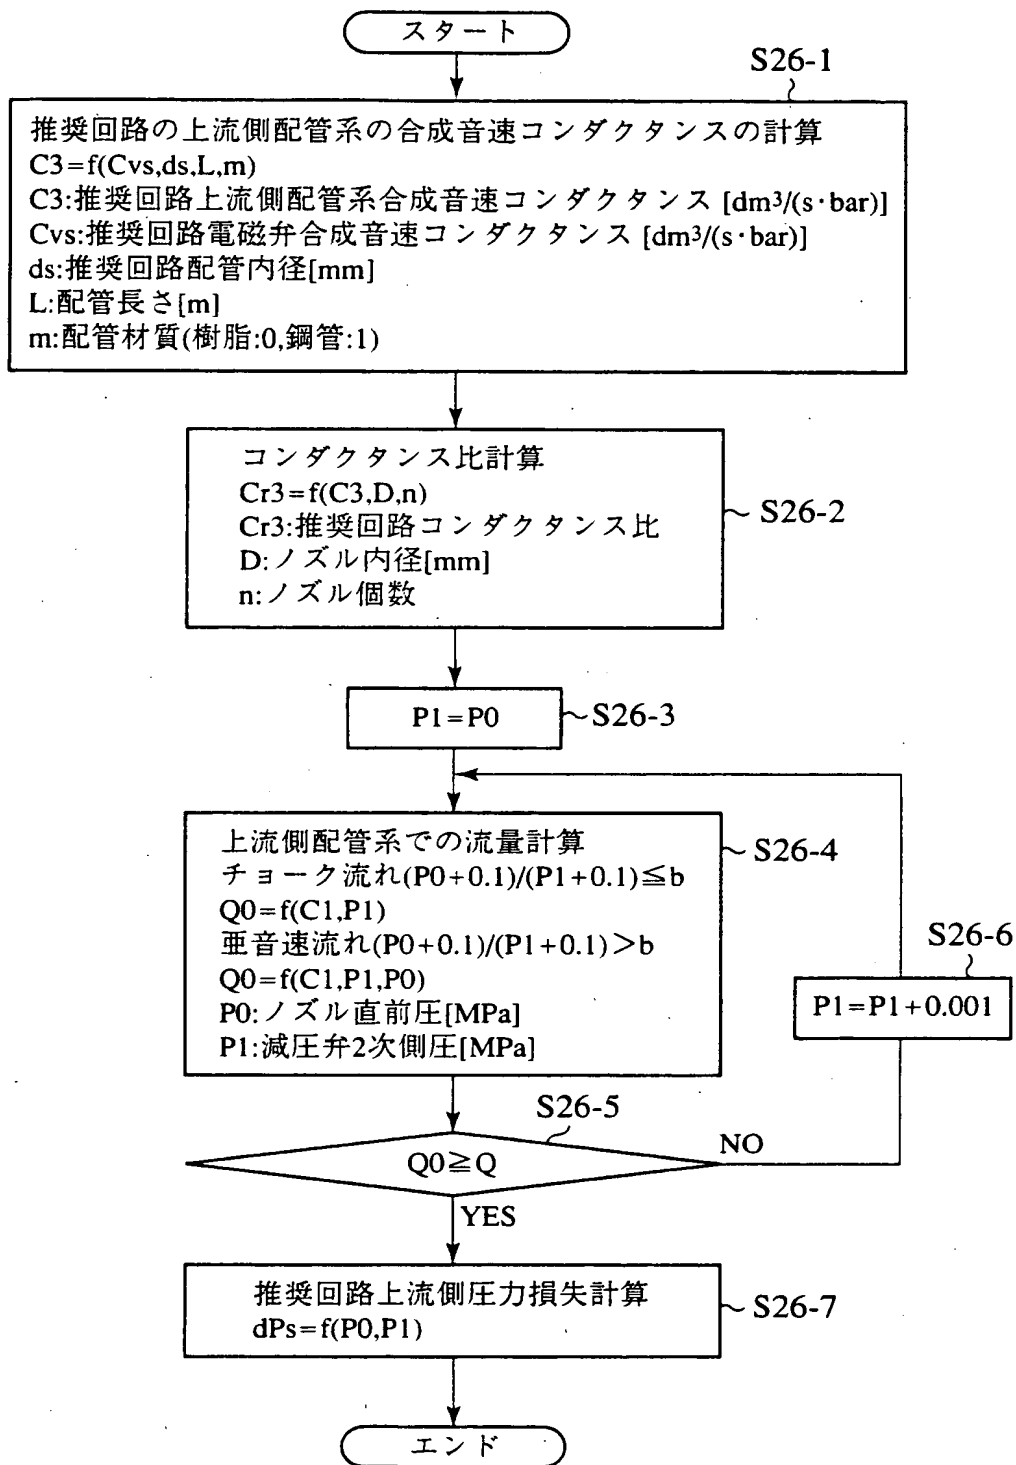 スタート
S26-1
推奨回路の上流側配管系の合成音速コンダクタンスの計算
C3=f(Cvs,ds,L,m)
C3:推奨回路上流側配管系合成音速コンダクタンス [dm³/(s·bar)]
Cvs:推奨回路電磁弁合成音速コンダクタンス [dm³/(s·bar)]
ds:推奨回路配管内径[mm]
L:配管長さ[m]
m:配管材質(樹脂:0,鋼管:1)
コンダクタンス比計算
Cr3=f(C3,D,n)
Cr3:推奨回路コンダクタンス比
D:ノズル内径[mm]
n:ノズル個数
S26-2
P1=P0
S26-3
上流側配管系での流量計算
チョーク流れ(P0+0.1)/(P1+0.1)≦b
Q0=f(C1,P1)
亜音速流れ(P0+0.1)/(P1+0.1)>b
Q0=f(C1,P1,P0)
P0:ノズル直前圧[MPa]
P1:減圧弁2次側圧[MPa]
S26-4
S26-6
P1=P1+0.001
S26-5
Q0≧Q
NO
YES
推奨回路上流側圧力損失計算
dPs=f(P0,P1)
S26-7
エンド